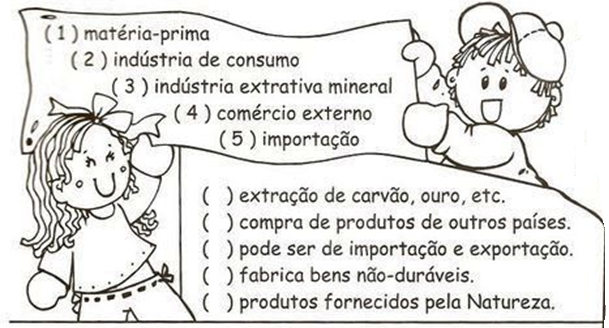 ( 1 ) matéria-prima
( 2 ) indústria de consumo
( 3 ) indústria extrativa mineral
( 4 ) comércio externo
( 5 ) importação
(   ) extração de carvão, ouro, etc.
(   ) compra de produtos de outros países.
(   ) pode ser de importação e exportação.
(   ) fabrica bens não-duráveis.
(   ) produtos fornecidos pela Natureza.